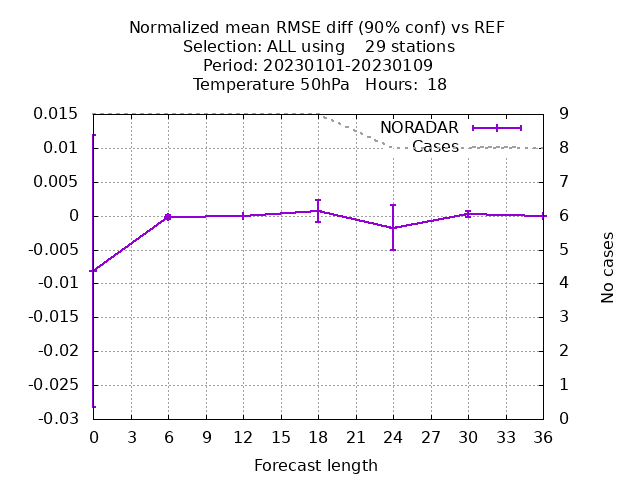 Normalized mean RMSE diff (90% conf) vs REF
Selection: ALL using    29 stations
Period: 20230101-20230109
Temperature 50hPa   Hours:  18
0.015
0.01
0.005
0
-0.005
-0.01
-0.015
-0.02
-0.025
-0.03
NORADAR
Cases
9
8
7
6
5
4
3
2
1
0
No cases
0 3 6 9 12 15 18 21 24 27 30 33 36
Forecast length